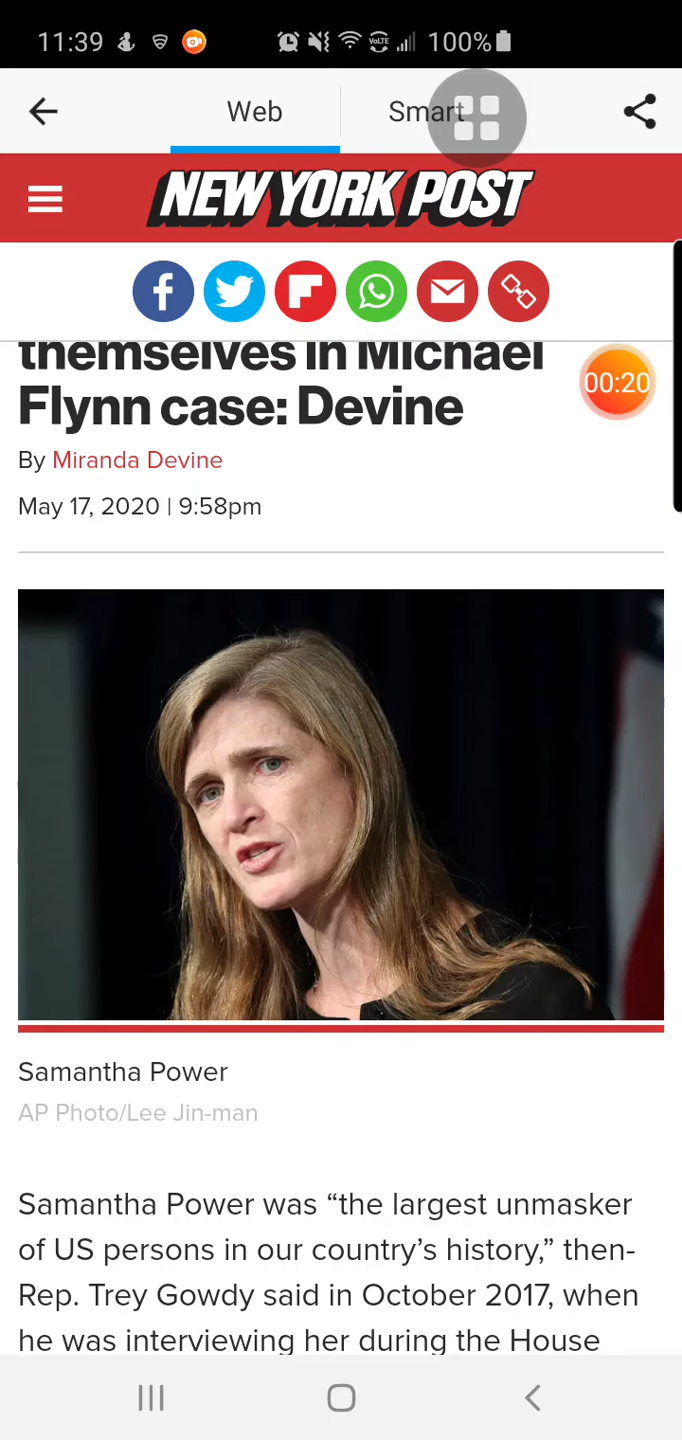 11:39 VoLTE 100%
Web Smart
NEW YORK POST
themselves in Michael
Flynn case: Devine
00:20
By Miranda Devine
May 17, 2020 | 9:58pm
Samantha Power
AP Photo/Lee Jin-man
Samantha Power was “the largest unmasker
of US persons in our country’s history,” then-
Rep. Trey Gowdy said in October 2017, when
he was interviewing her during the House